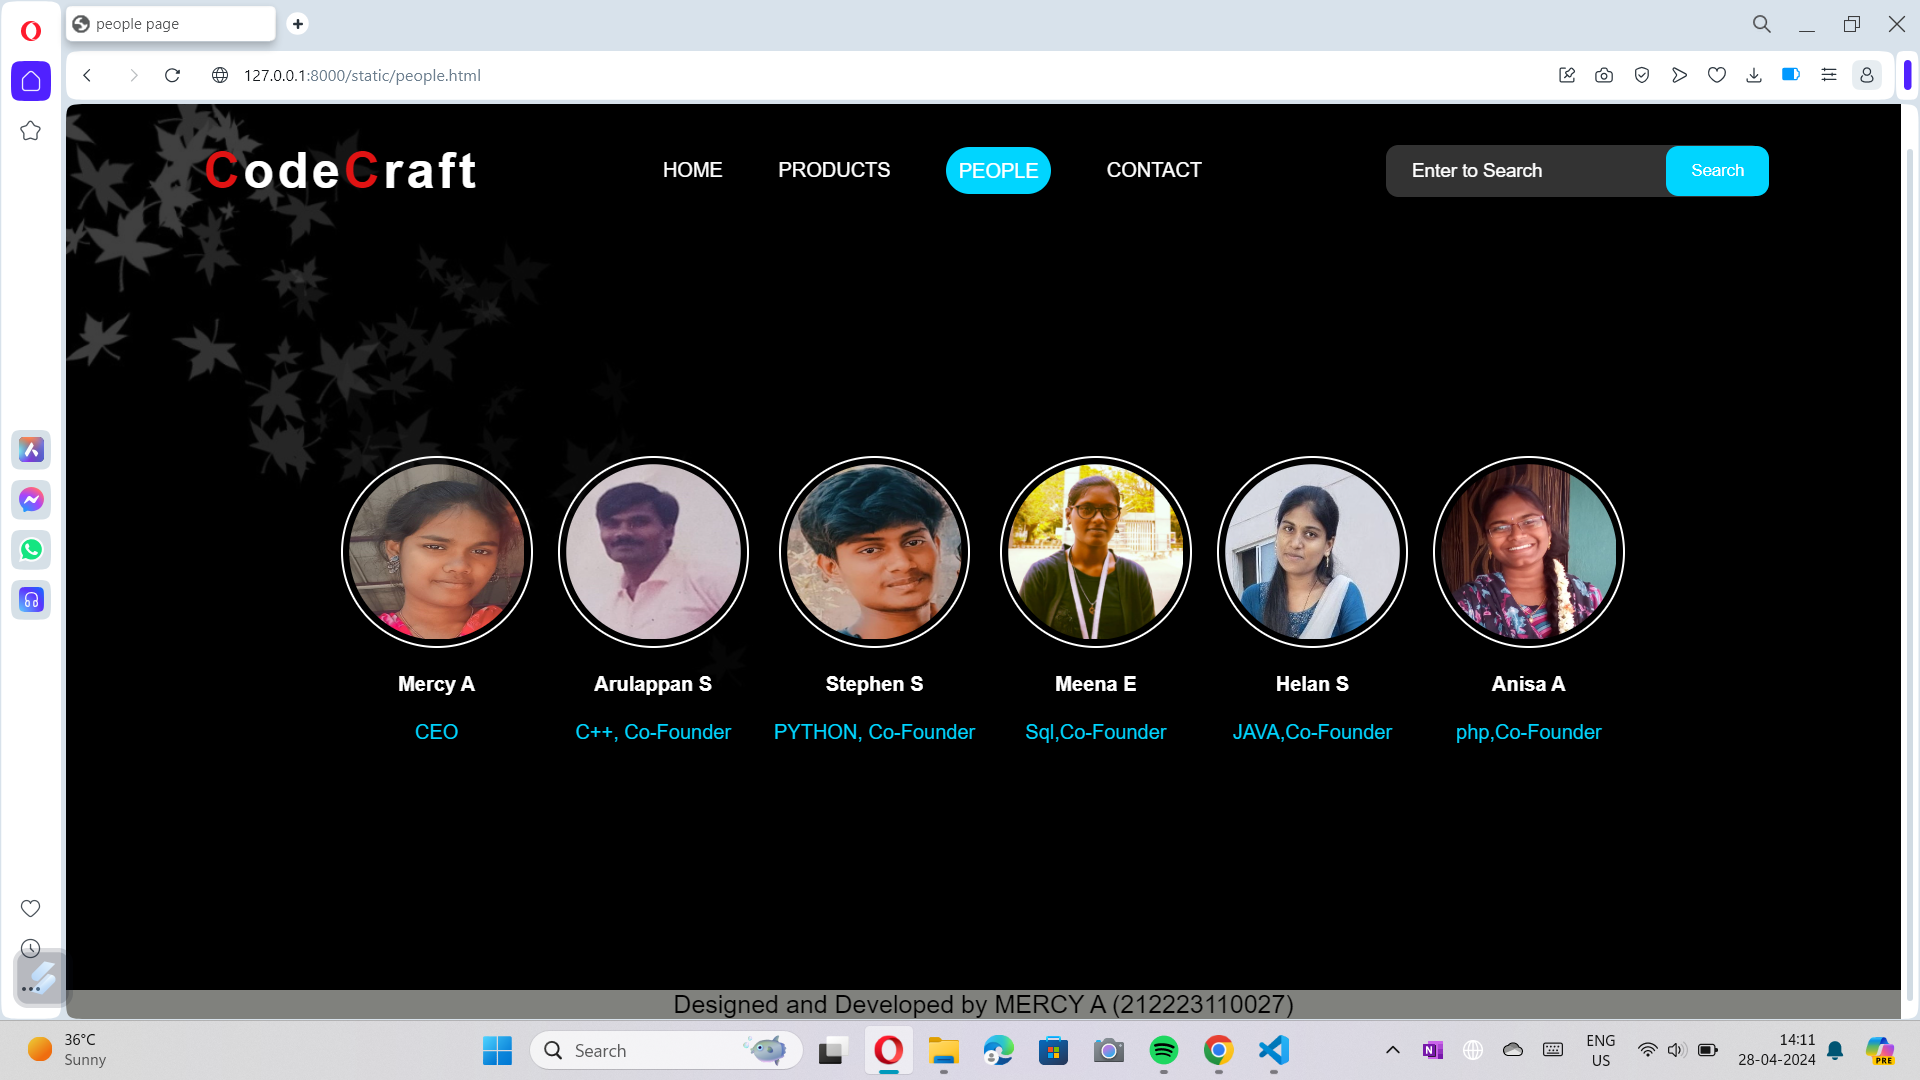 people page
127.0.0.1:8000/static/people.html
CodeCraft
HOME PRODUCTS PEOPLE CONTACT
Enter to Search Search
Mercy A Arulappan S Stephen S Meena E Helan S Anisa A
CEO C++, Co-Founder PYTHON, Co-Founder Sql,Co-Founder JAVA,Co-Founder php,Co-Founder
Designed and Developed by MERCY A (212223110027)
36°C
Sunny
Search
ENG
US
14:11
28-04-2024
PRE